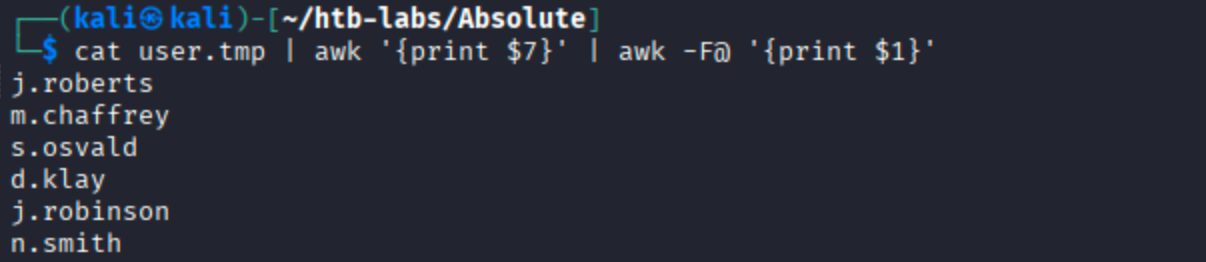 ┌──(kali㉿kali)-[~/htb-labs/Absolute]
└─$ cat user.tmp | awk '{print $7}' | awk -F@ '{print $1}'
j.roberts
m.chaffrey
s.osvald
d.klay
j.robinson
n.smith